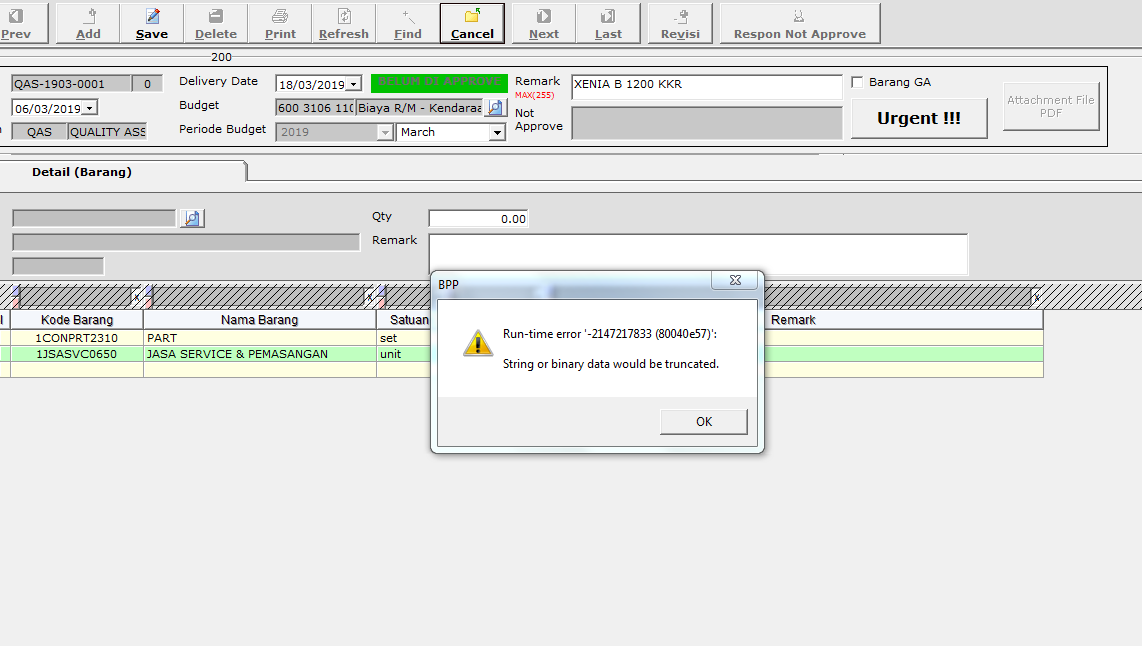 Prev Add Save Delete Print Refresh Find Cancel Next Last Revisi Respon Not Approve
200
QAS-1903-0001 0 Delivery Date 18/03/2019 Remark XENIA B 1200 KKR Barang GA
MAX(255)
06/03/2019 Budget 600 3106 110 Biaya R/M - Kendaraa Not Approve Urgent !!! Attachment File PDF
QAS QUALITY ASS Periode Budget 2019 March
Detail (Barang)
Qty 0.00
Remark
BPP
x x x
Kode Barang Nama Barang Satuan Remark
1CONPRT2310 PART set
1JSASVC0650 JASA SERVICE & PEMASANGAN unit
Run-time error '-2147217833 (80040e57)':
String or binary data would be truncated.
OK